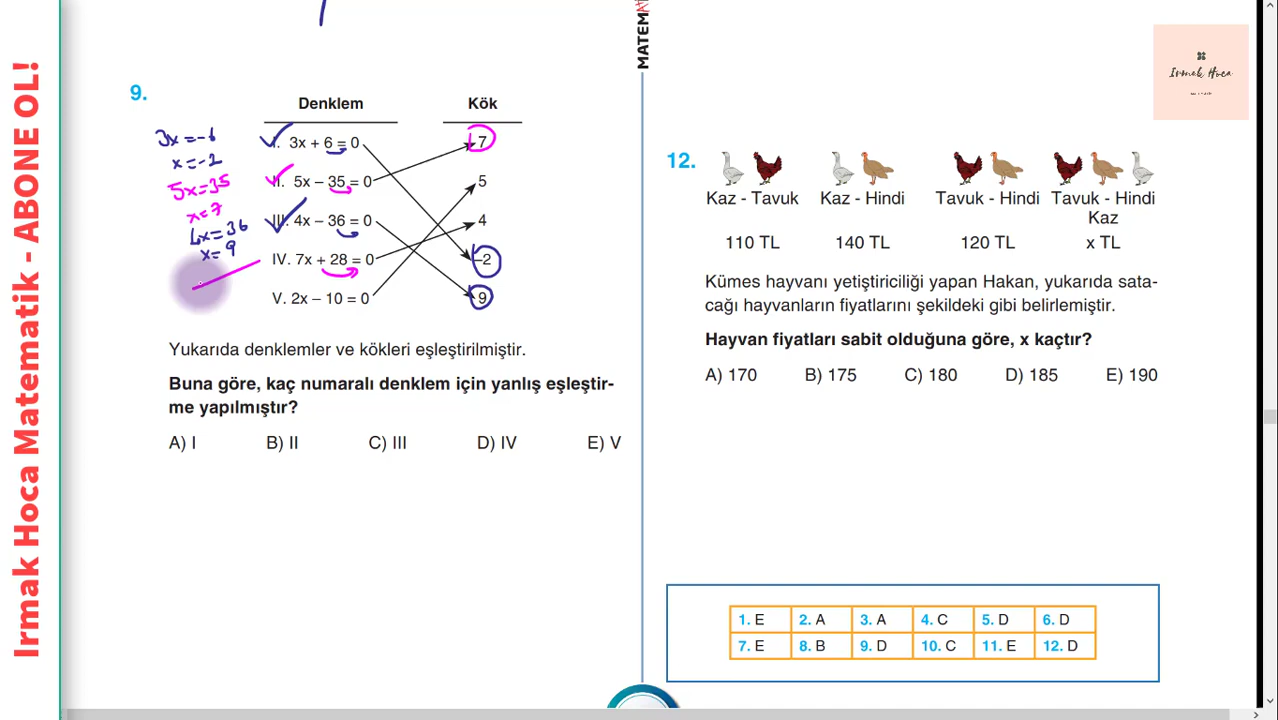 Irmak Hoca Matematik - ABONE OL!
MATEMATİ
Irmak Hoca
9.
Denklem Kök
I. 3x + 6 = 0 7
II. 5x – 35 = 0 5
III. 4x – 36 = 0 4
IV. 7x + 28 = 0 –2
V. 2x – 10 = 0 9
3x = -6
x = -2
5x = 35
x = 7
4x = 36
x = 9
Yukarıda denklemler ve kökleri eşleştirilmiştir.
Buna göre, kaç numaralı denklem için yanlış eşleştir-
me yapılmıştır?
A) I B) II C) III D) IV E) V
12.
Kaz - Tavuk Kaz - Hindi Tavuk - Hindi Tavuk - Hindi
Kaz
110 TL 140 TL 120 TL x TL
Kümes hayvanı yetiştiriciliği yapan Hakan, yukarıda sata-
cağı hayvanların fiyatlarını şekildeki gibi belirlemiştir.
Hayvan fiyatları sabit olduğuna göre, x kaçtır?
A) 170 B) 175 C) 180 D) 185 E) 190
1. E 2. A 3. A 4. C 5. D 6. D
7. E 8. B 9. D 10. C 11. E 12. D